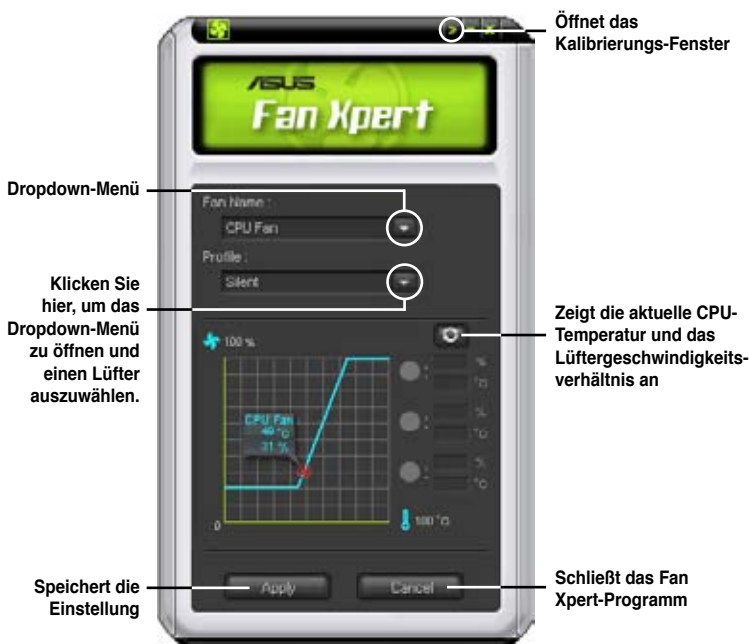 Öffnet das
Kalibrierungs-Fenster
ASUS
Fan Xpert
Dropdown-Menü
Fan Name :
CPU Fan
Profile :
Silent
Klicken Sie
hier, um das
Dropdown-Menü
zu öffnen und
einen Lüfter
auszuwählen.
Zeigt die aktuelle CPU-
Temperatur und das
Lüftergeschwindigkeits-
verhältnis an
100 %
%
°C
CPU Fan
°C
31 %
%
°C
%
°C
0
100 °C
Speichert die
Einstellung
Apply
Cancel
Schließt das Fan
Xpert-Programm